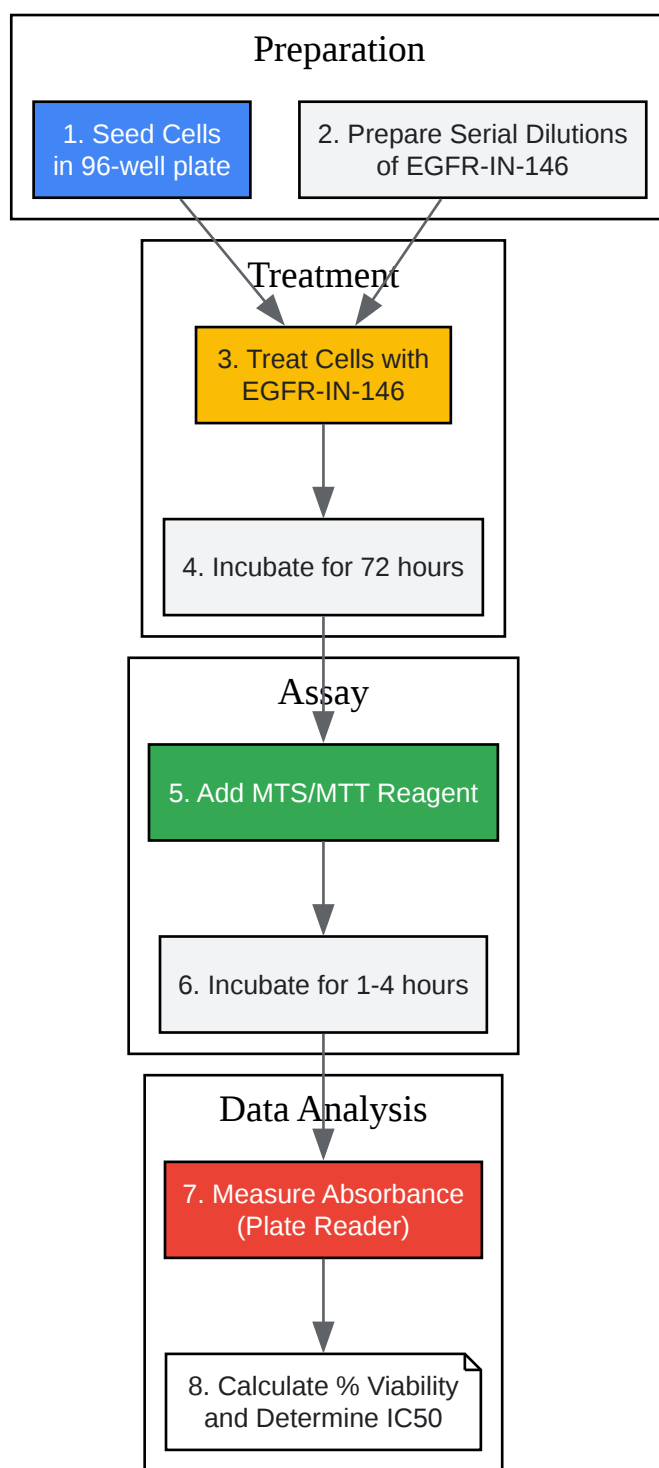 Preparation
1. Seed Cells
in 96-well plate
2. Prepare Serial Dilutions
of EGFR-IN-146
Treatment
3. Treat Cells with
EGFR-IN-146
4. Incubate for 72 hours
Assay
5. Add MTS/MTT Reagent
6. Incubate for 1-4 hours
Data Analysis
7. Measure Absorbance
(Plate Reader)
8. Calculate % Viability
and Determine IC50